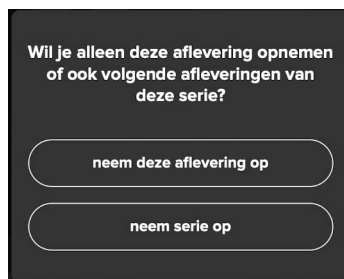 Wil je alleen deze aflevering opnemen
of ook volgende afleveringen van
deze serie?
neem deze aflevering op
neem serie op